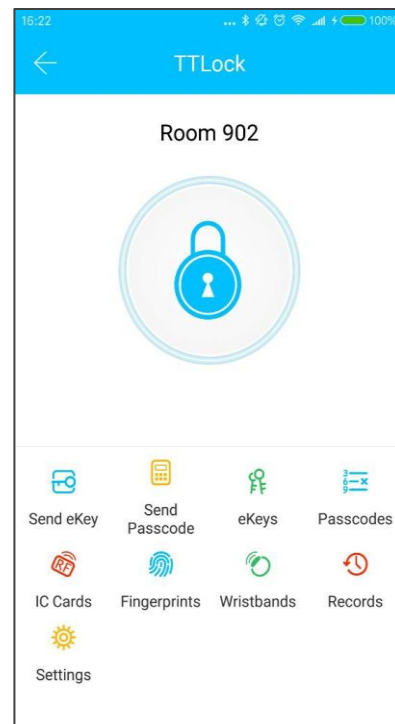 16:22
... 100%
TTLock
Room 902
Send eKey
Send
Passcode
eKeys
Passcodes
IC Cards
Fingerprints
Wristbands
Records
Settings